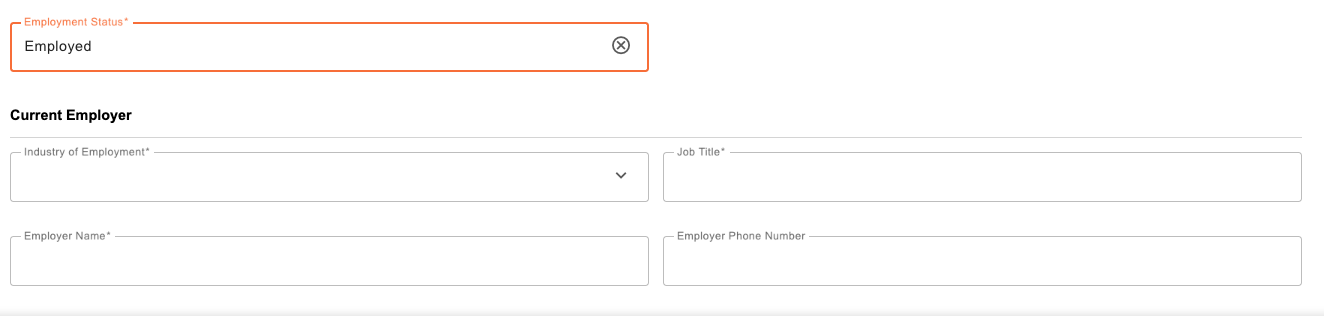 Employment Status*
Employed
Current Employer
Industry of Employment*
Job Title*
Employer Name*
Employer Phone Number